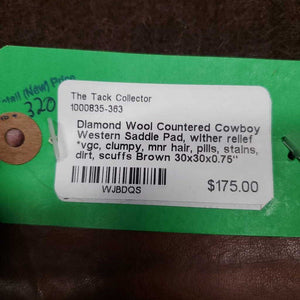 Retail (New) Price
320
The Tack Collector
1000835-363
Diamond Wool Countered Cowboy
Western Saddle Pad, wither relief
*vgc, clumpy, mnr hair, pills, stains,
dirt, scuffs Brown 30x30x0.75"
WJBDQS
$175.00